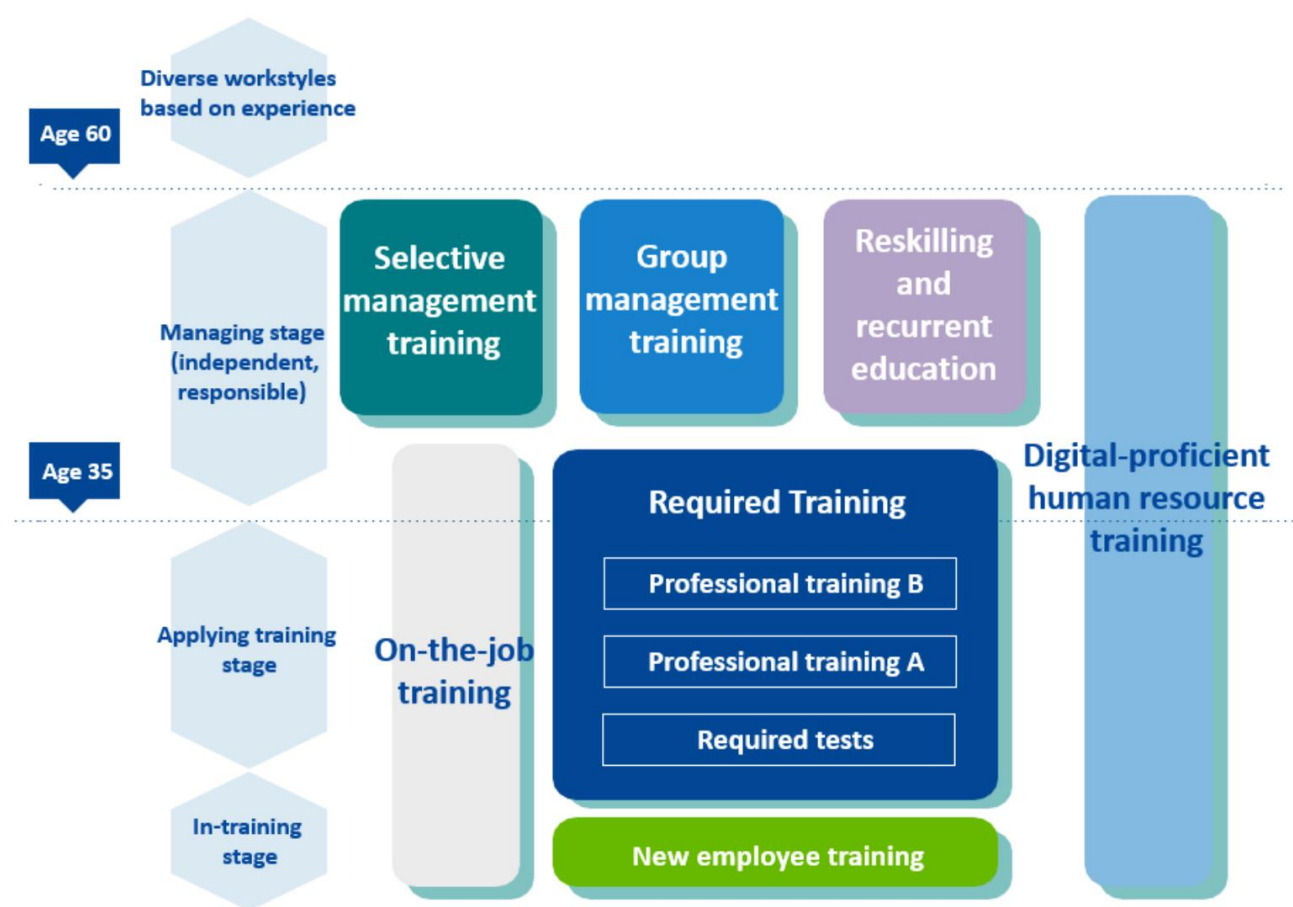 Diverse workstyles
based on experience
Age 60
Managing stage
(independent,
responsible)
Selective
management
training
Group
management
training
Reskilling
and
recurrent
education
Age 35
Digital-proficient
human resource
training
Required Training
Professional training B
Professional training A
Required tests
Applying training
stage
On-the-job
training
In-training
stage
New employee training